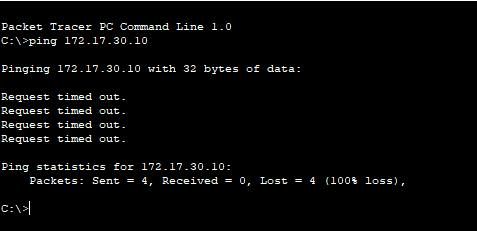 Packet Tracer PC Command Line 1.0
C:\>ping 172.17.30.10
Pinging 172.17.30.10 with 32 bytes of data:
Request timed out.
Request timed out.
Request timed out.
Request timed out.
Ping statistics for 172.17.30.10:
    Packets: Sent = 4, Received = 0, Lost = 4 (100% loss),
C:\>